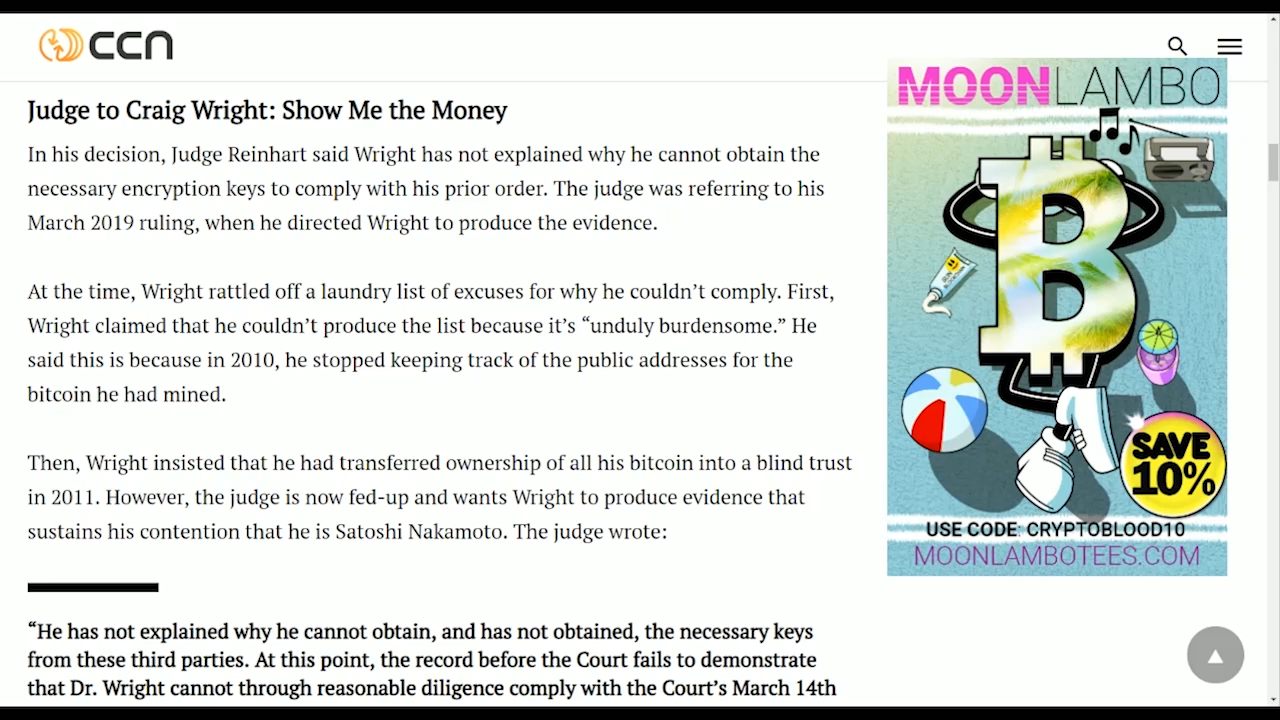 CCN
Judge to Craig Wright: Show Me the Money
In his decision, Judge Reinhart said Wright has not explained why he cannot obtain the
necessary encryption keys to comply with his prior order. The judge was referring to his
March 2019 ruling, when he directed Wright to produce the evidence.
At the time, Wright rattled off a laundry list of excuses for why he couldn’t comply. First,
Wright claimed that he couldn’t produce the list because it’s “unduly burdensome.” He
said this is because in 2010, he stopped keeping track of the public addresses for the
bitcoin he had mined.
Then, Wright insisted that he had transferred ownership of all his bitcoin into a blind trust
in 2011. However, the judge is now fed-up and wants Wright to produce evidence that
sustains his contention that he is Satoshi Nakamoto. The judge wrote:
“He has not explained why he cannot obtain, and has not obtained, the necessary keys
from these third parties. At this point, the record before the Court fails to demonstrate
that Dr. Wright cannot through reasonable diligence comply with the Court’s March 14th
MOONLAMBO
SAVE
10%
USE CODE: CRYPTOBLOOD10
MOONLAMBOTEES.COM